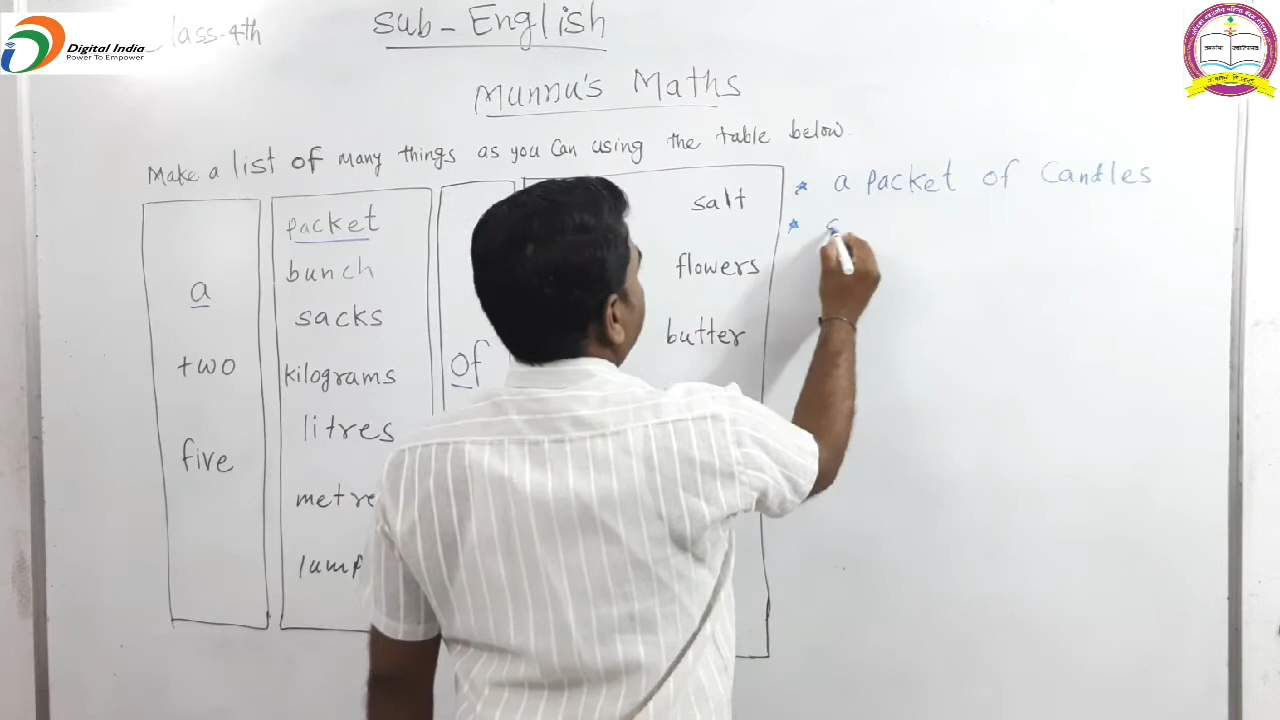 Digital India
Power To Empower
lass-4th
Sub-English
Munnu's Maths
Make a list of many things as you can using the table below.
a
two
five
packet
bunch
sacks
kilograms
litres
metre
lump
of
salt
flowers
butter
* a packet of Candles
*